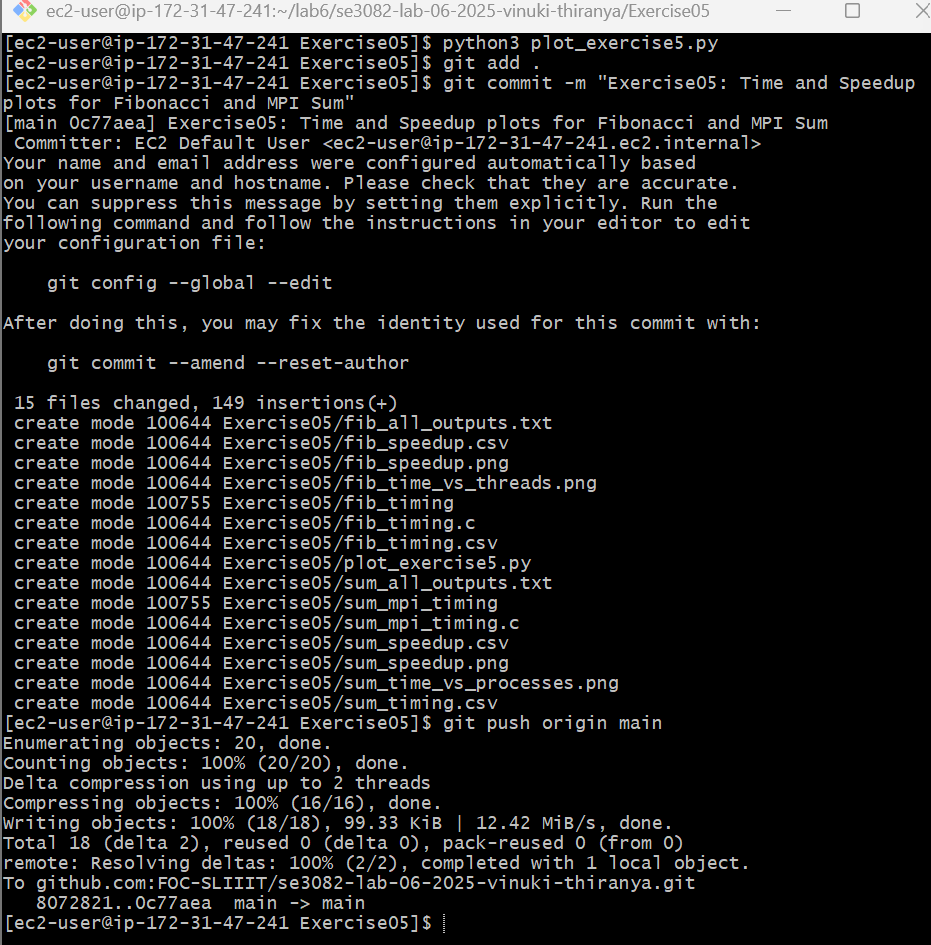 ec2-user@ip-172-31-47-241:~/lab6/se3082-lab-06-2025-vinuki-thiranya/Exercise05
[ec2-user@ip-172-31-47-241 Exercise05]$ python3 plot_exercise5.py
[ec2-user@ip-172-31-47-241 Exercise05]$ git add .
[ec2-user@ip-172-31-47-241 Exercise05]$ git commit -m "Exercise05: Time and Speedup
plots for Fibonacci and MPI Sum"
[main 0c77aea] Exercise05: Time and Speedup plots for Fibonacci and MPI Sum
 Committer: EC2 Default User <ec2-user@ip-172-31-47-241.ec2.internal>
Your name and email address were configured automatically based
on your username and hostname. Please check that they are accurate.
You can suppress this message by setting them explicitly. Run the
following command and follow the instructions in your editor to edit
your configuration file:

    git config --global --edit

After doing this, you may fix the identity used for this commit with:

    git commit --amend --reset-author

 15 files changed, 149 insertions(+)
 create mode 100644 Exercise05/fib_all_outputs.txt
 create mode 100644 Exercise05/fib_speedup.csv
 create mode 100644 Exercise05/fib_speedup.png
 create mode 100644 Exercise05/fib_time_vs_threads.png
 create mode 100755 Exercise05/fib_timing
 create mode 100644 Exercise05/fib_timing.c
 create mode 100644 Exercise05/fib_timing.csv
 create mode 100644 Exercise05/plot_exercise5.py
 create mode 100644 Exercise05/sum_all_outputs.txt
 create mode 100755 Exercise05/sum_mpi_timing
 create mode 100644 Exercise05/sum_mpi_timing.c
 create mode 100644 Exercise05/sum_speedup.csv
 create mode 100644 Exercise05/sum_speedup.png
 create mode 100644 Exercise05/sum_time_vs_processes.png
 create mode 100644 Exercise05/sum_timing.csv
[ec2-user@ip-172-31-47-241 Exercise05]$ git push origin main
Enumerating objects: 20, done.
Counting objects: 100% (20/20), done.
Delta compression using up to 2 threads
Compressing objects: 100% (16/16), done.
Writing objects: 100% (18/18), 99.33 KiB | 12.42 MiB/s, done.
Total 18 (delta 2), reused 0 (delta 0), pack-reused 0 (from 0)
remote: Resolving deltas: 100% (2/2), completed with 1 local object.
To github.com:FOC-SLIIIT/se3082-lab-06-2025-vinuki-thiranya.git
   8072821..0c77aea  main -> main
[ec2-user@ip-172-31-47-241 Exercise05]$